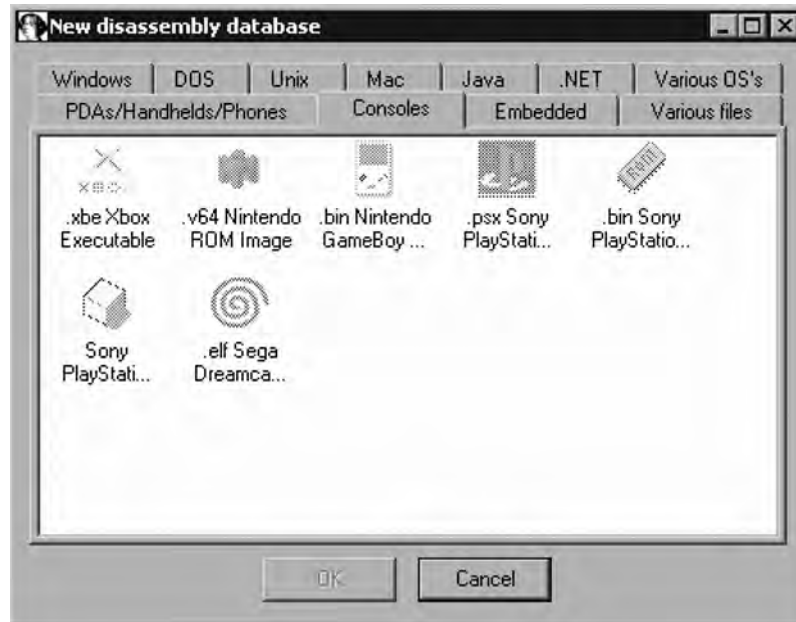 New disassembly database
Windows DOS Unix Mac Java .NET Various OS's
PDAs/Handhelds/Phones Consoles Embedded Various files
.xbe Xbox Executable
.v64 Nintendo ROM Image
.bin Nintendo GameBoy ...
.psx Sony PlayStati...
ROM
.bin Sony PlayStatio...
Sony PlayStati...
.elf Sega Dreamca...
OK Cancel